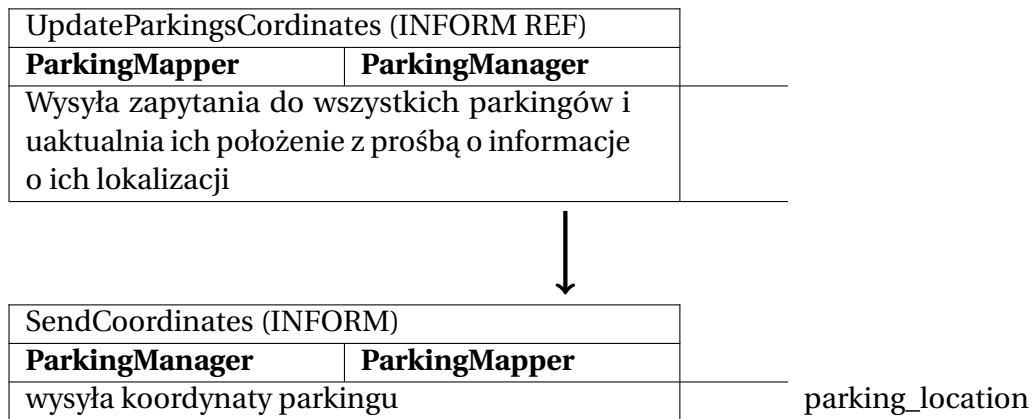 UpdateParkingsCordinates (INFORM REF)
ParkingMapper ParkingManager
Wysyła zapytania do wszystkich parkingów i
uaktualnia ich położenie z prośbą o informacje
o ich lokalizacji
SendCoordinates (INFORM)
ParkingManager ParkingMapper
wysyła koordynaty parkingu parking_location